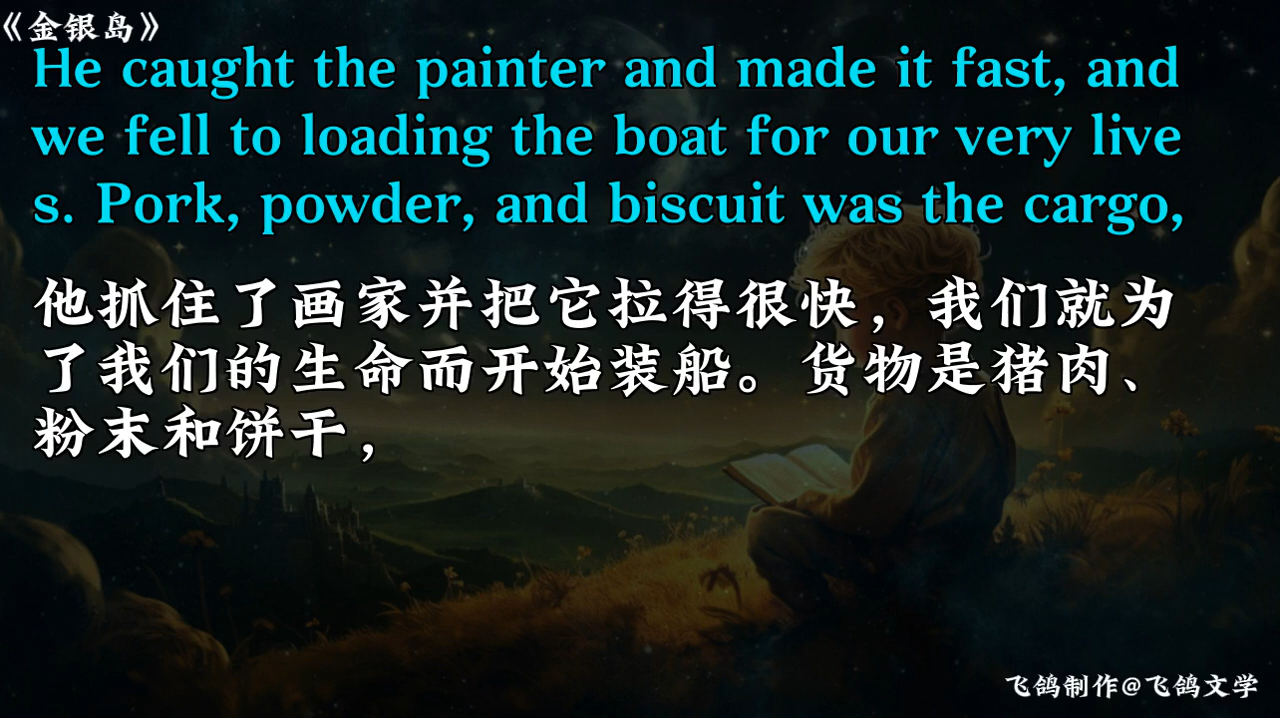 《金银岛》
He caught the painter and made it fast, and
we fell to loading the boat for our very live
s. Pork, powder, and biscuit was the cargo,
他抓住了画家并把它拉得很快，我们就为
了我们的生命而开始装船。货物是猪肉、
粉末和饼干，
飞鸽制作@飞鸽文学